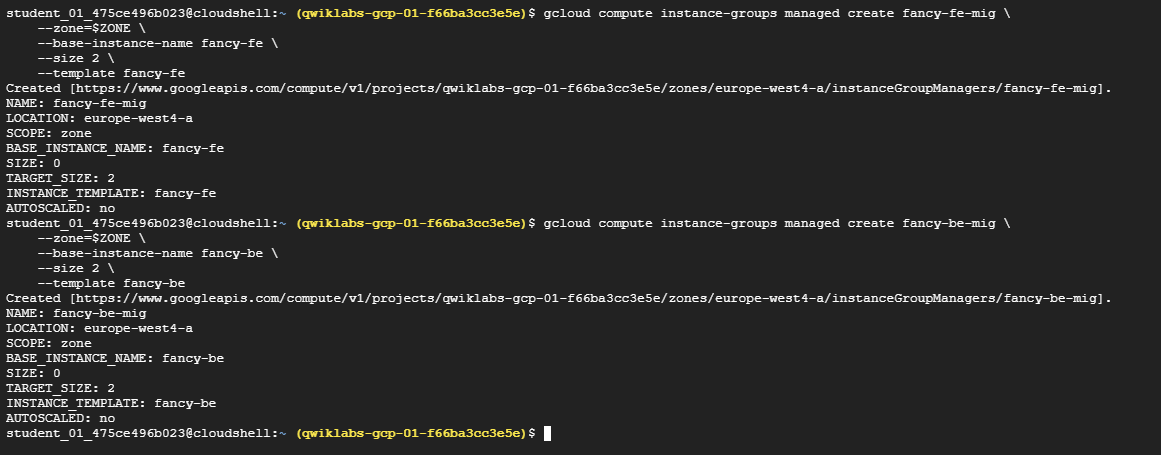 student_01_475ce496b023@cloudshell:~ (qwiklabs-gcp-01-f66ba3cc3e5e)$ gcloud compute instance-groups managed create fancy-fe-mig \
    --zone=$ZONE \
    --base-instance-name fancy-fe \
    --size 2 \
    --template fancy-fe
Created [https://www.googleapis.com/compute/v1/projects/qwiklabs-gcp-01-f66ba3cc3e5e/zones/europe-west4-a/instanceGroupManagers/fancy-fe-mig].
NAME: fancy-fe-mig
LOCATION: europe-west4-a
SCOPE: zone
BASE_INSTANCE_NAME: fancy-fe
SIZE: 0
TARGET_SIZE: 2
INSTANCE_TEMPLATE: fancy-fe
AUTOSCALED: no
student_01_475ce496b023@cloudshell:~ (qwiklabs-gcp-01-f66ba3cc3e5e)$ gcloud compute instance-groups managed create fancy-be-mig \
    --zone=$ZONE \
    --base-instance-name fancy-be \
    --size 2 \
    --template fancy-be
Created [https://www.googleapis.com/compute/v1/projects/qwiklabs-gcp-01-f66ba3cc3e5e/zones/europe-west4-a/instanceGroupManagers/fancy-be-mig].
NAME: fancy-be-mig
LOCATION: europe-west4-a
SCOPE: zone
BASE_INSTANCE_NAME: fancy-be
SIZE: 0
TARGET_SIZE: 2
INSTANCE_TEMPLATE: fancy-be
AUTOSCALED: no
student_01_475ce496b023@cloudshell:~ (qwiklabs-gcp-01-f66ba3cc3e5e)$